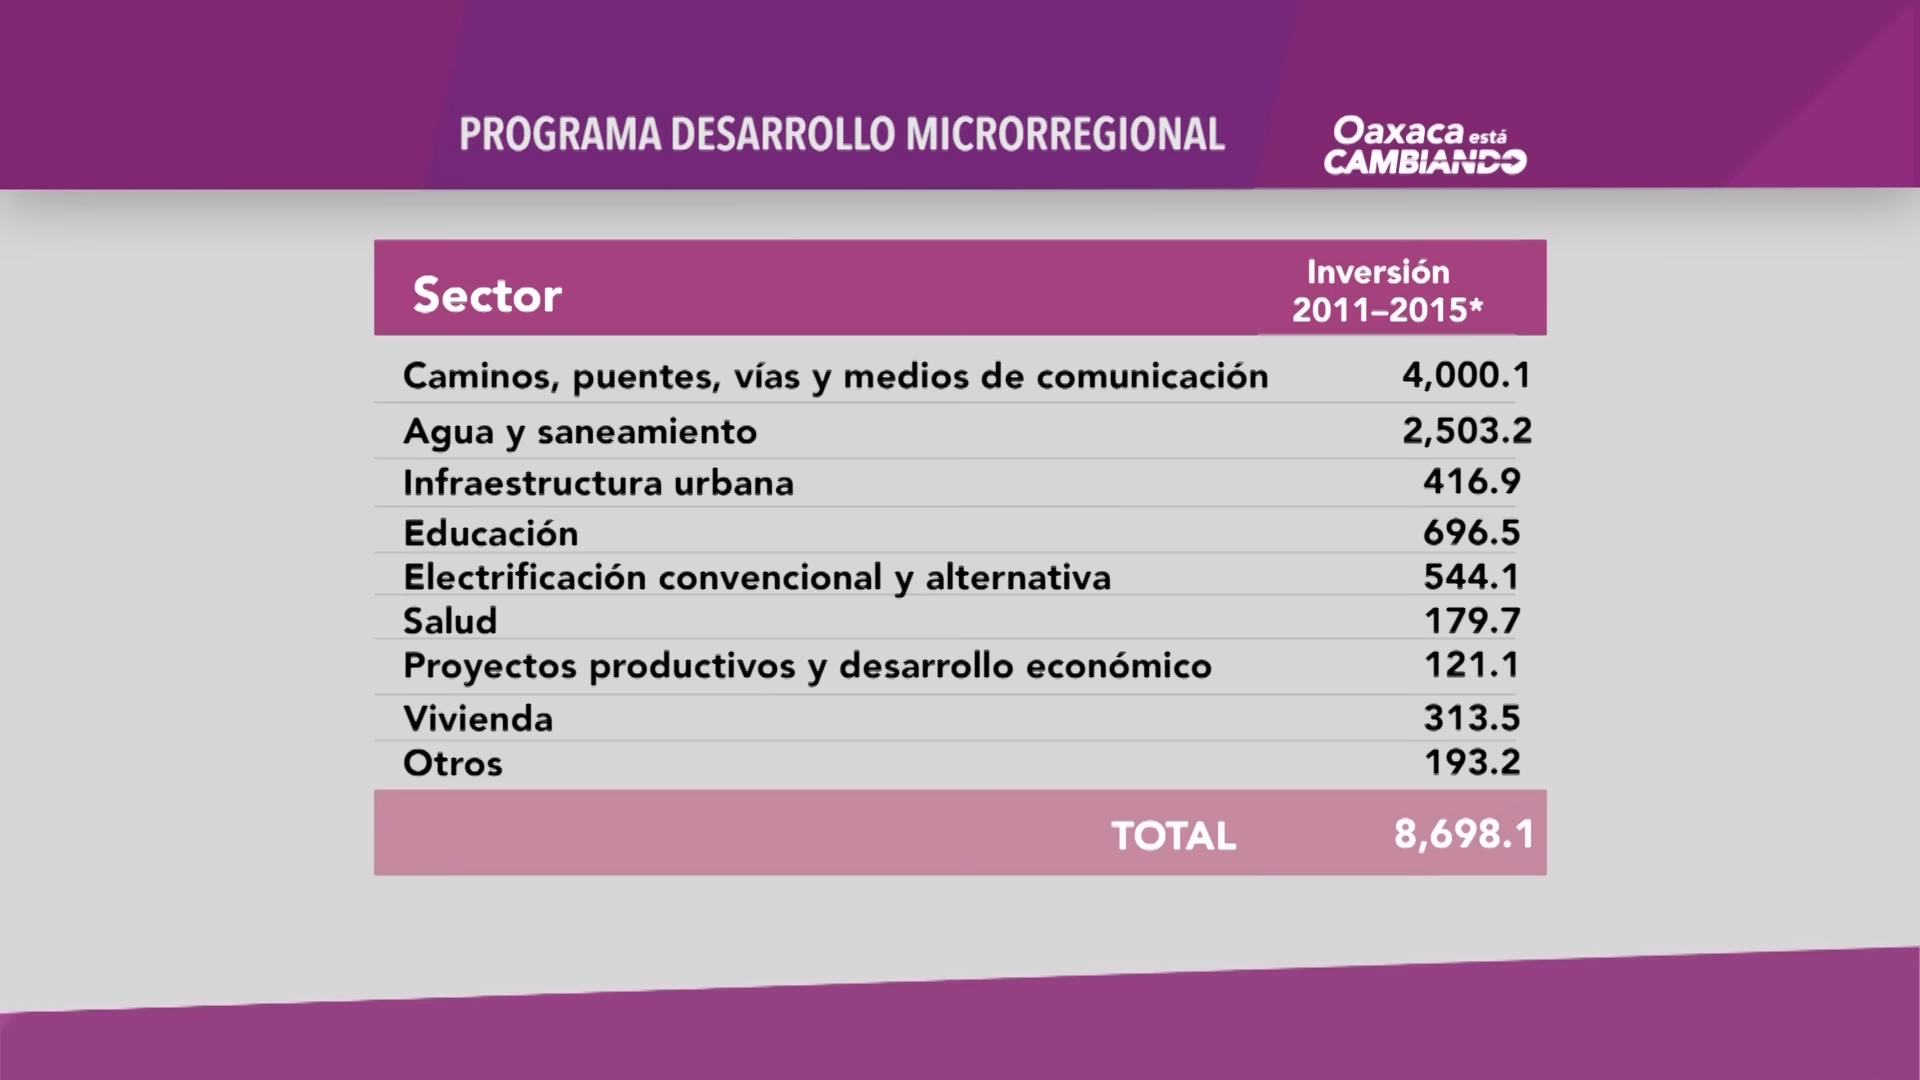 PROGRAMA DESARROLLO MICRORREGIONAL
Oaxaca está
CAMBIANDO
Sector
Inversión
2011–2015*
Caminos, puentes, vías y medios de comunicación 4,000.1
Agua y saneamiento 2,503.2
Infraestructura urbana 416.9
Educación 696.5
Electrificación convencional y alternativa 544.1
Salud 179.7
Proyectos productivos y desarrollo económico 121.1
Vivienda 313.5
Otros 193.2
TOTAL 8,698.1